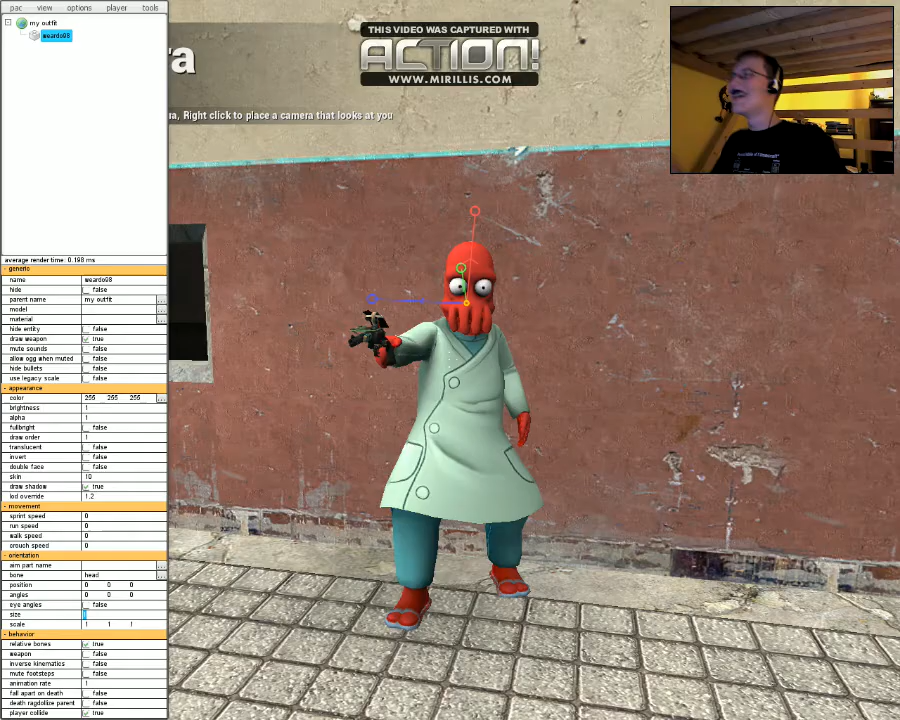 pac view options player tools
my outfit
weardo98
ra
THIS VIDEO WAS CAPTURED WITH
ACTION!
WWW.MIRILLIS.COM
Right click to place a camera that looks at you
average render time: 0.198 ms
- generic
name weardo98
hide false
parent name my outfit ...
model ...
material ...
hide entity false
draw weapon true
mute sounds false
allow ogg when muted false
hide bullets false
use legacy scale false
- appearance
color 255 255 255 ...
brightness 1
alpha 1
fullbright false
draw order 1
translucent false
invert false
double face false
skin 10
draw shadow true
lod override 1.2
- movement
sprint speed 0
run speed 0
walk speed 0
crouch speed 0
- orientation
aim part name ...
bone head ...
position 0 0 0
angles 0 0 0
eye angles false
size
scale 1 1 1
- behavior
relative bones true
weapon false
inverse kinematics false
mute footsteps false
animation rate 1
fall apart on death false
death ragdollize parent false
player collide true